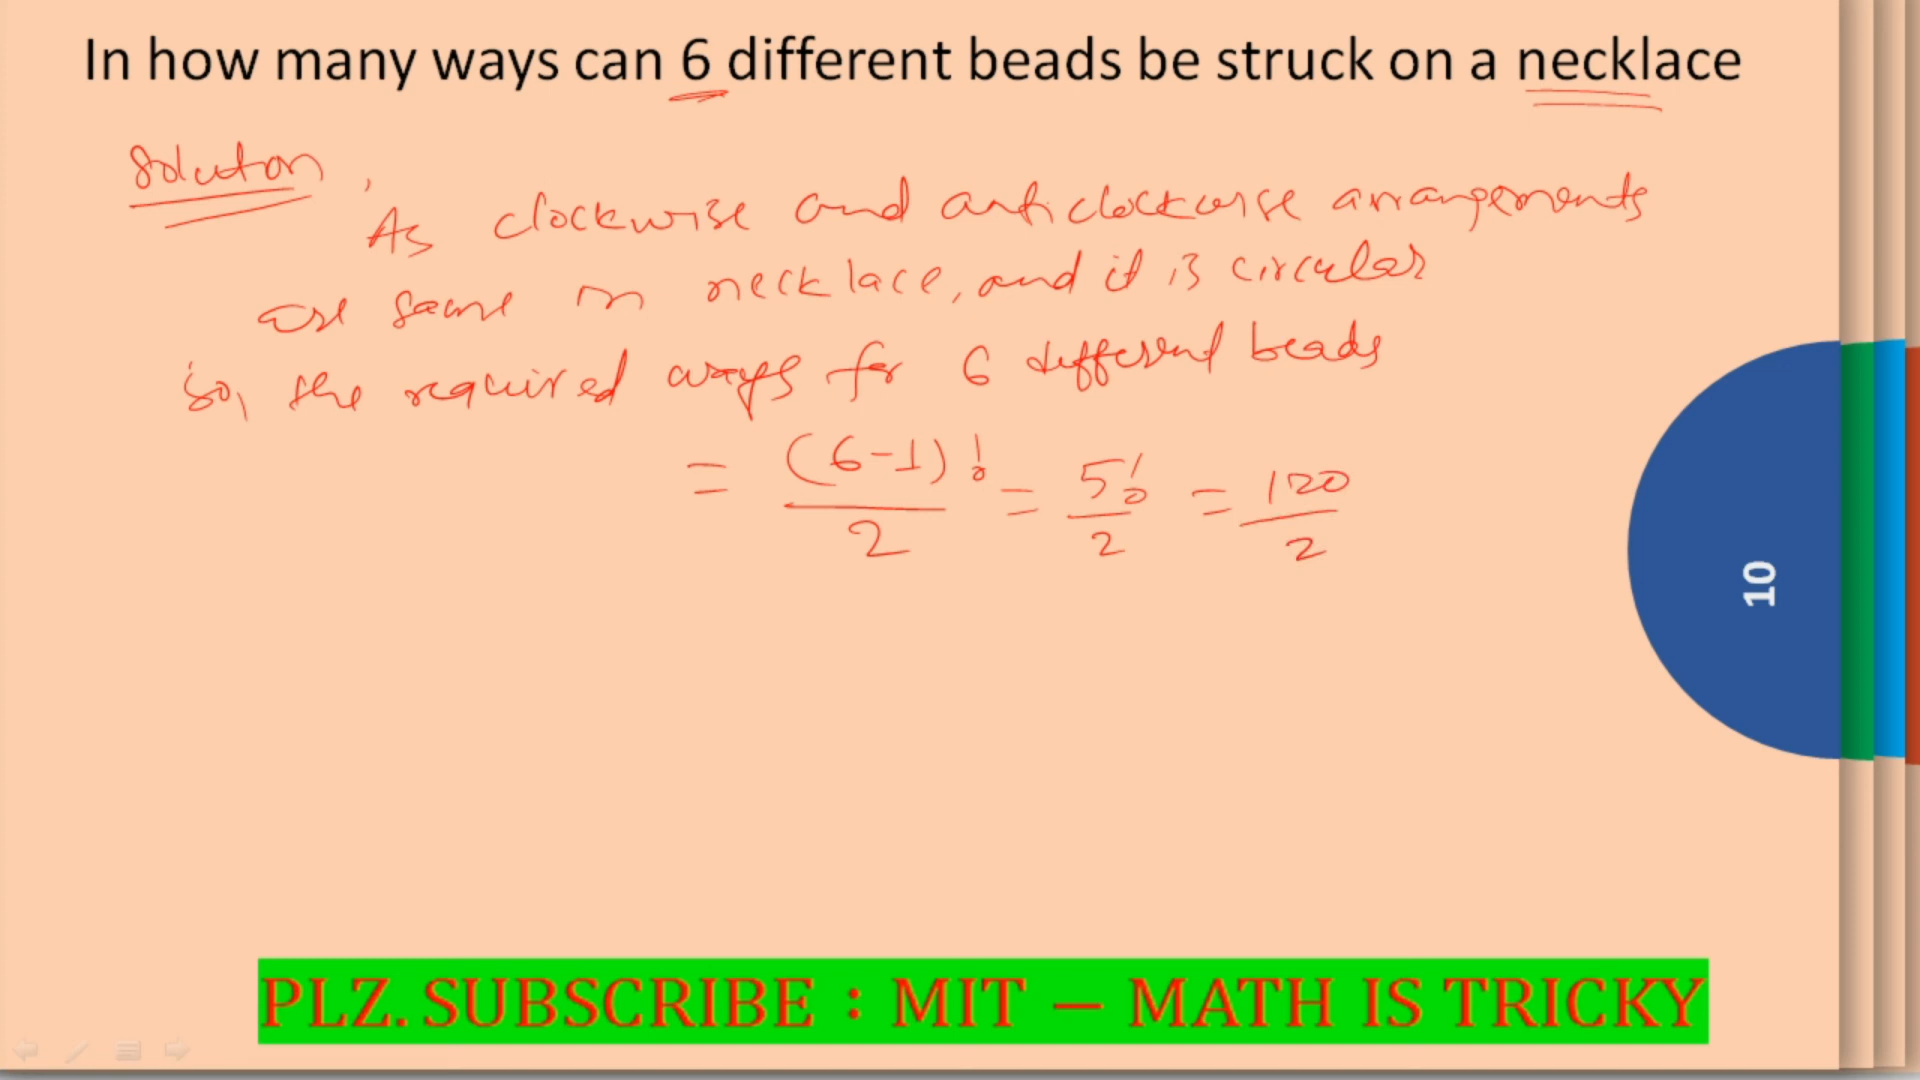 In how many ways can 6 different beads be struck on a necklace
Solution,
As clockwise and anticlockwise arrangements
are same in necklace, and it is circular
so, the required ways for 6 different beads
= (6-1)!/2 = 5!/2 = 120/2
10
PLZ. SUBSCRIBE : MIT – MATH IS TRICKY